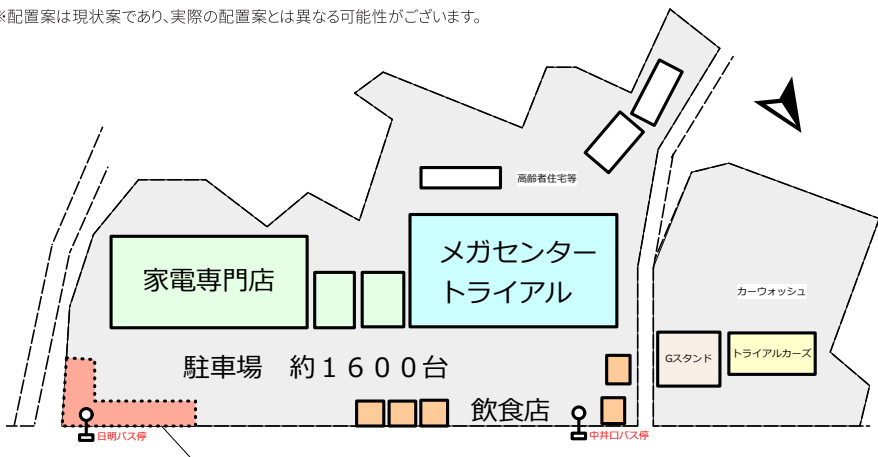 ※配置案は現状案であり、実際の配置案とは異なる可能性がございます。
高齢者住宅等
メガセンター
トライアル
家電専門店
カーウォッシュ
Gスタンド
トライアルカーズ
駐車場 約1600台
飲食店
日明バス停
中井口バス停